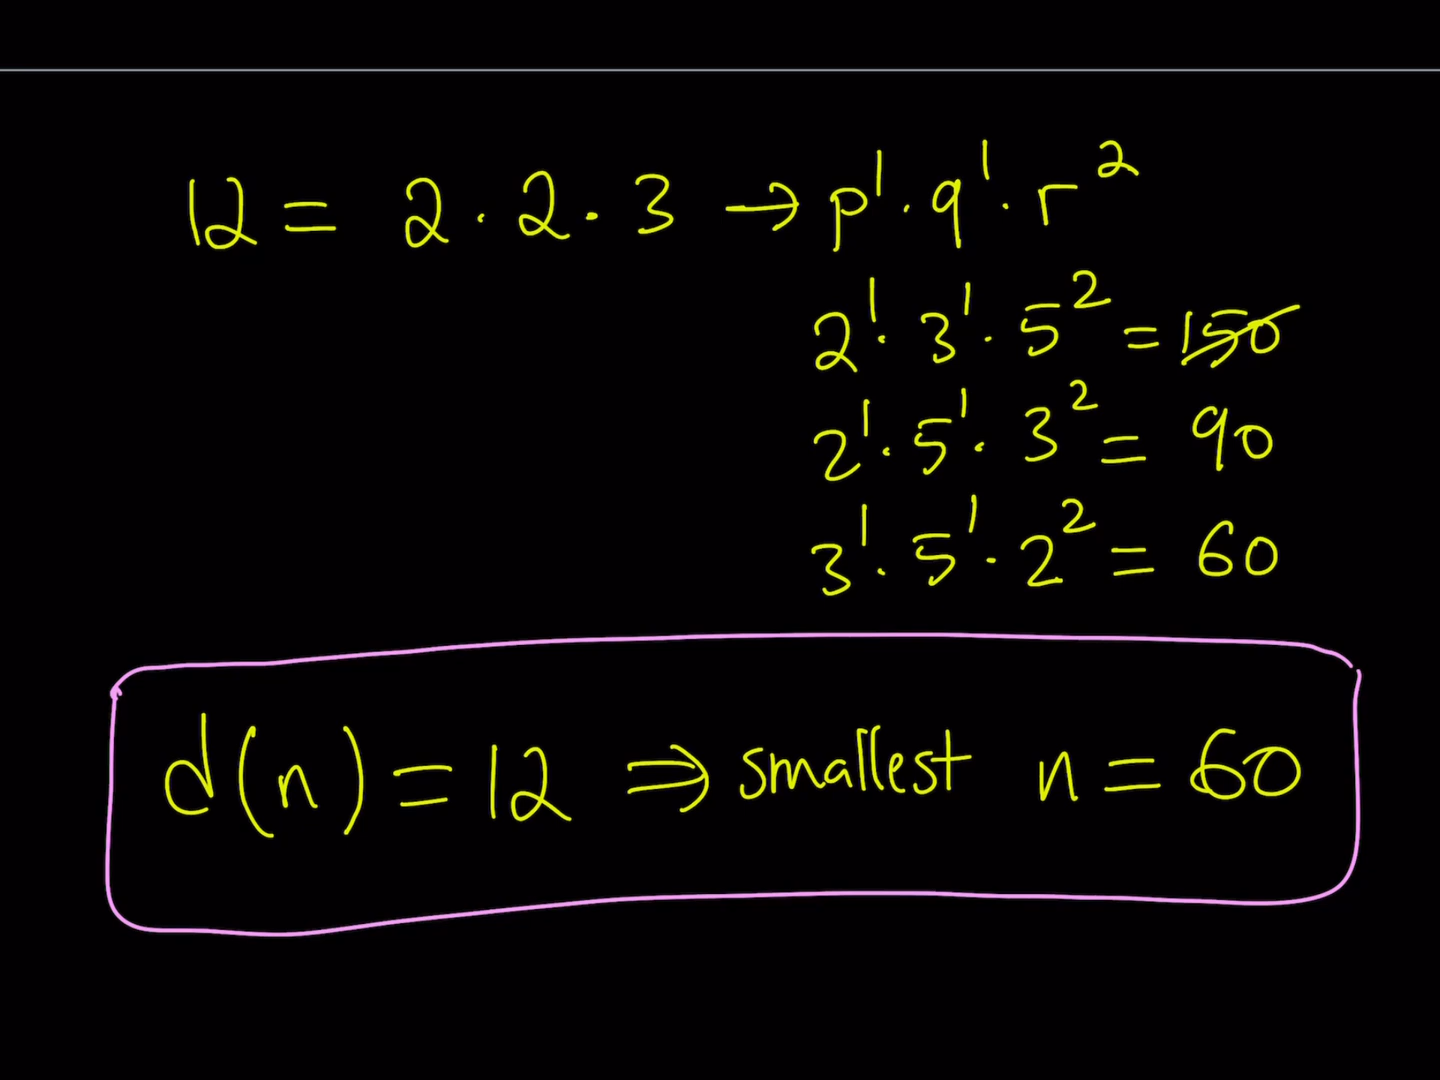 12 = 2 · 2 · 3 → p¹ · q¹ · r²
2¹ · 3¹ · 5² = 150
2¹ · 5¹ · 3² = 90
3¹ · 5¹ · 2² = 60
d(n) = 12 ⇒ smallest n = 60